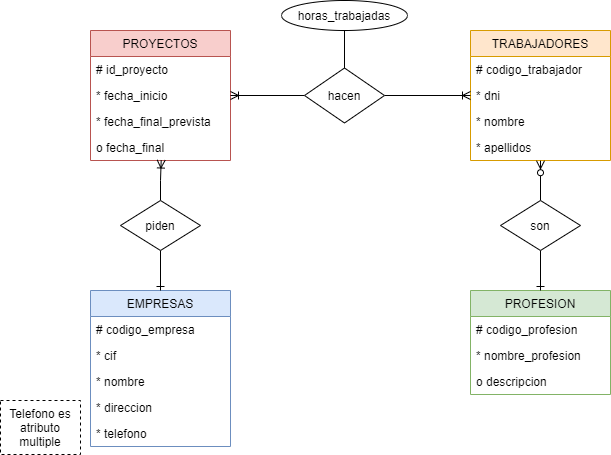 horas_trabajadas
PROYECTOS
# id_proyecto
* fecha_inicio
* fecha_final_prevista
o fecha_final
hacen
TRABAJADORES
# codigo_trabajador
* dni
* nombre
* apellidos
piden
son
EMPRESAS
# codigo_empresa
* cif
* nombre
* direccion
* telefono
PROFESION
# codigo_profesion
* nombre_profesion
o descripcion
Telefono es
atributo
multiple